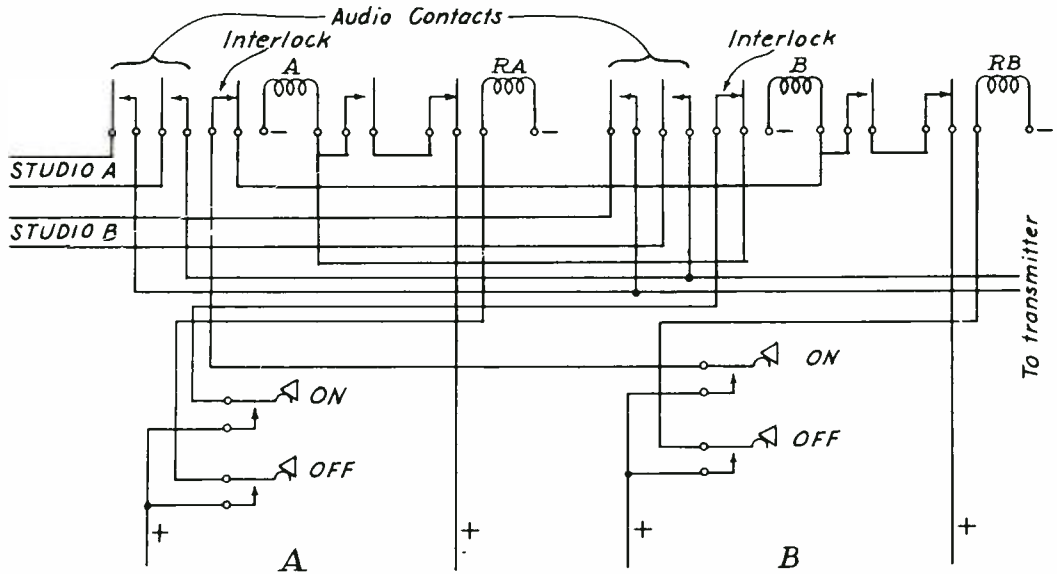 Audio Contacts
Interlock
A
RA
Interlock
B
RB
−
−
−
−
STUDIO A
STUDIO B
To transmitter
ON
ON
OFF
OFF
+
+
+
+
A
B